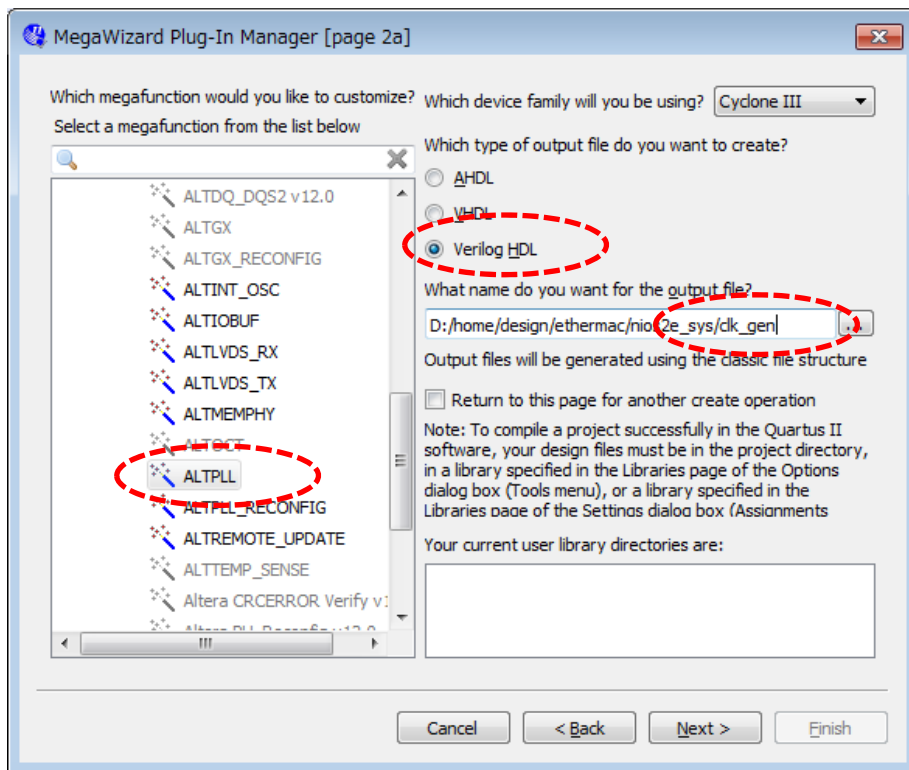 MegaWizard Plug-In Manager [page 2a]
Which megafunction would you like to customize?
Select a megafunction from the list below
ALTDQ_DQS2 v12.0
ALTGX
ALTGX_RECONFIG
ALTINT_OSC
ALTIOBUF
ALTLVDS_RX
ALTLVDS_TX
ALTMEMPHY
ALTOCT
ALTPLL
ALTPLL_RECONFIG
ALTREMOTE_UPDATE
ALTTEMP_SENSE
Altera CRCERROR Verify v1
Altera PLL Reconfig v12.0
Which device family will you be using? Cyclone III
Which type of output file do you want to create?
AHDL
VHDL
Verilog HDL
What name do you want for the output file?
D:/home/design/ethermac/nios2e_sys/clk_gen ...
Output files will be generated using the classic file structure
Return to this page for another create operation
Note: To compile a project successfully in the Quartus II
software, your design files must be in the project directory,
in a library specified in the Libraries page of the Options
dialog box (Tools menu), or a library specified in the
Libraries page of the Settings dialog box (Assignments
Your current user library directories are:
Cancel < Back Next > Finish